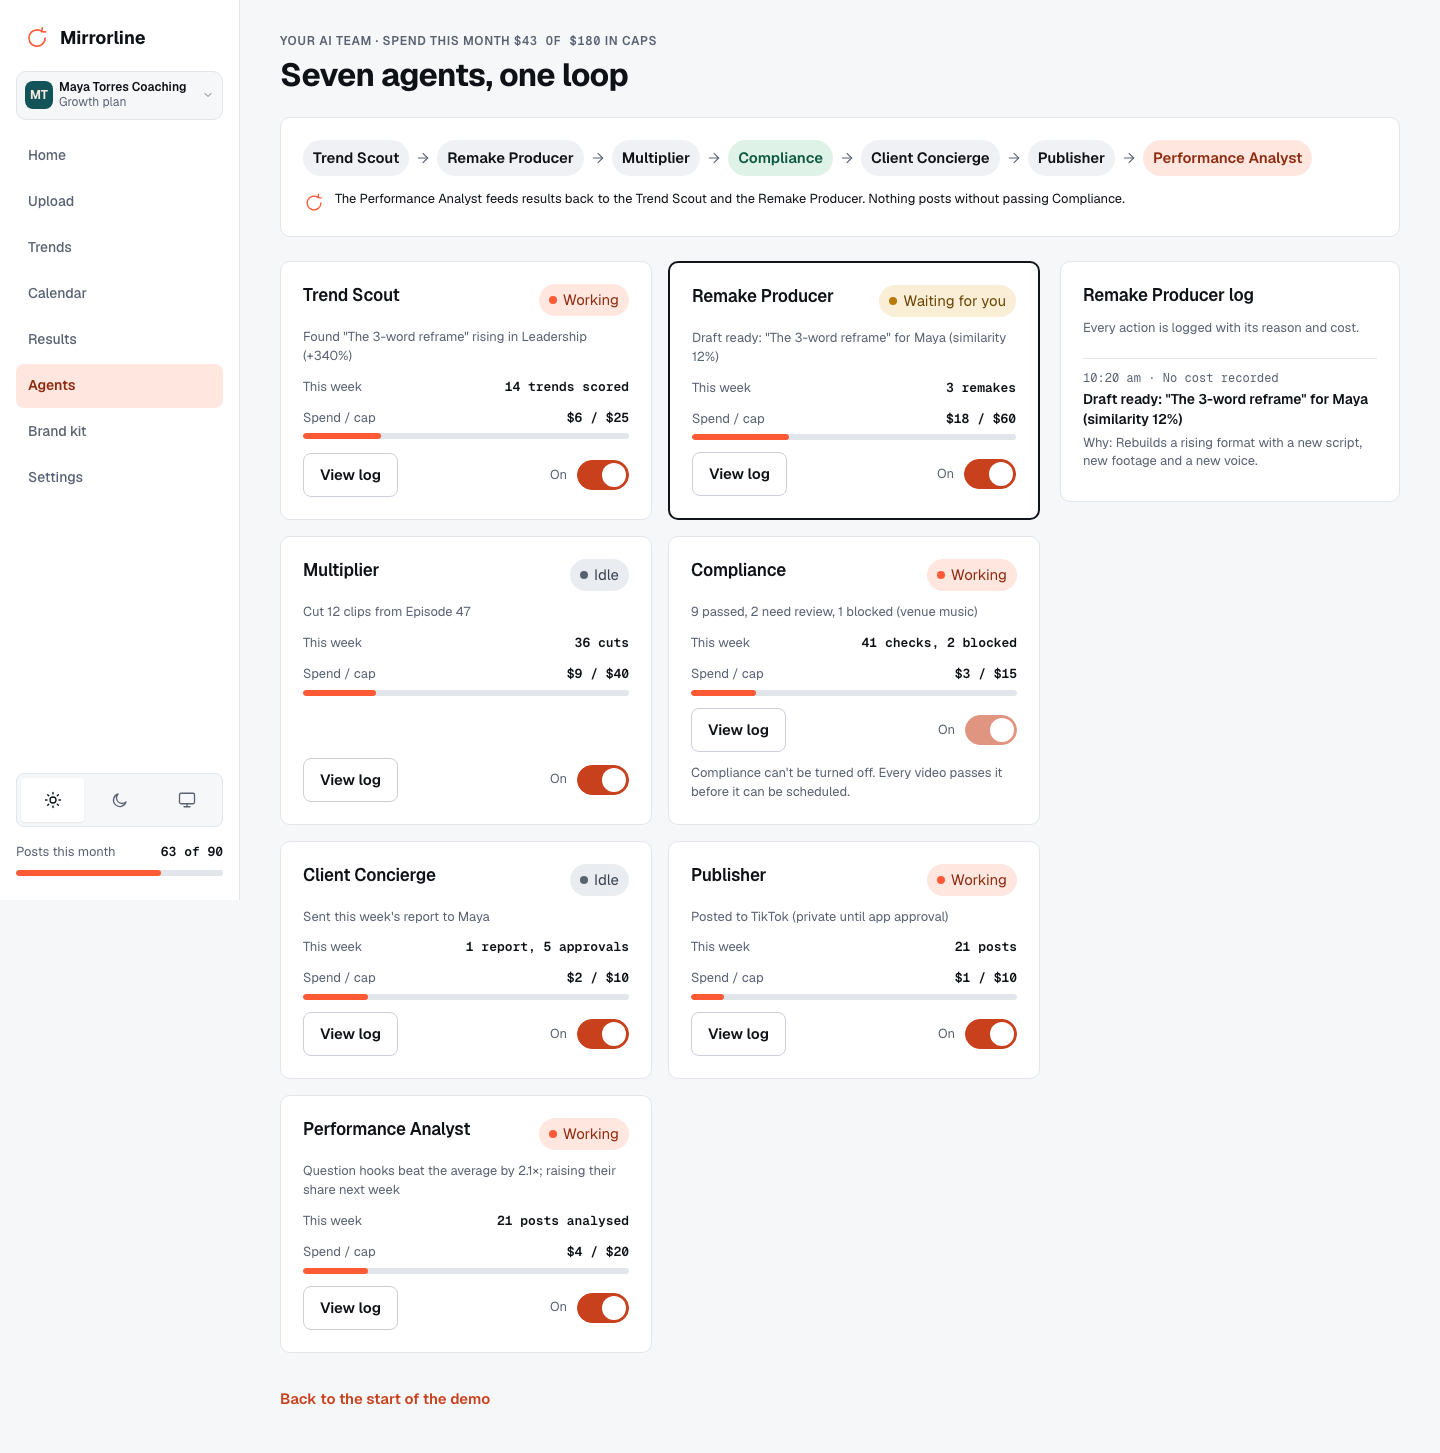 Mirrorline
MT
Maya Torres Coaching
Growth plan
Home
Upload
Trends
Calendar
Results
Agents
Brand kit
Settings
Posts this month
63 of 90
YOUR AI TEAM · SPEND THIS MONTH $43 OF $180 IN CAPS
Seven agents, one loop
Trend Scout → Remake Producer → Multiplier → Compliance → Client Concierge → Publisher → Performance Analyst
The Performance Analyst feeds results back to the Trend Scout and the Remake Producer. Nothing posts without passing Compliance.
Trend Scout
Working
Found "The 3-word reframe" rising in Leadership
(+340%)
This week
14 trends scored
Spend / cap
$6 / $25
View log
On
Remake Producer
Waiting for you
Draft ready: "The 3-word reframe" for Maya (similarity
12%)
This week
3 remakes
Spend / cap
$18 / $60
View log
On
Remake Producer log
Every action is logged with its reason and cost.
10:20 am · No cost recorded
Draft ready: "The 3-word reframe" for Maya
(similarity 12%)
Why: Rebuilds a rising format with a new script,
new footage and a new voice.
Multiplier
Idle
Cut 12 clips from Episode 47
This week
36 cuts
Spend / cap
$9 / $40
View log
On
Compliance
Working
9 passed, 2 need review, 1 blocked (venue music)
This week
41 checks, 2 blocked
Spend / cap
$3 / $15
View log
On
Compliance can't be turned off. Every video passes it
before it can be scheduled.
Client Concierge
Idle
Sent this week's report to Maya
This week
1 report, 5 approvals
Spend / cap
$2 / $10
View log
On
Publisher
Working
Posted to TikTok (private until app approval)
This week
21 posts
Spend / cap
$1 / $10
View log
On
Performance Analyst
Working
Question hooks beat the average by 2.1×; raising their
share next week
This week
21 posts analysed
Spend / cap
$4 / $20
View log
On
Back to the start of the demo